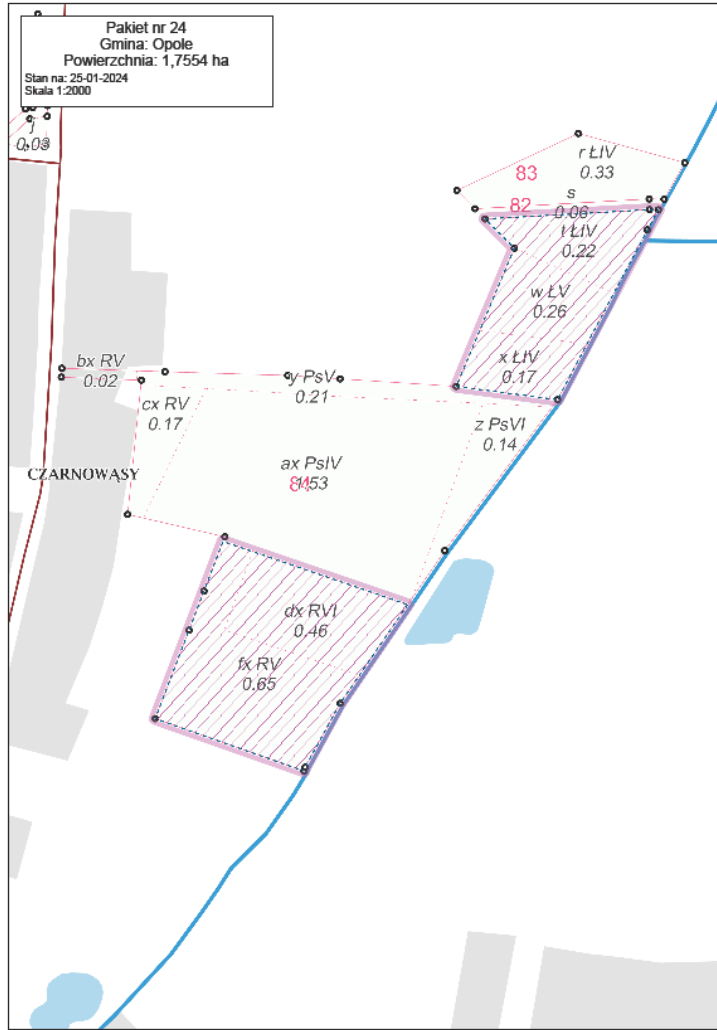 Pakiet nr 24
Gmina: Opole
Powierzchnia: 1,7554 ha
Stan na: 25-01-2024
Skala 1:2000
j
0.03
r ŁIV
0.33
83
s
0.06
82
t ŁIV
0.22
w ŁV
0.26
x ŁIV
0.17
bx RV
0.02
y PsV
0.21
cx RV
0.17
z PsVI
0.14
ax PsIV
1.53
84
CZARNOWĄSY
dx RVI
0.46
fx RV
0.65